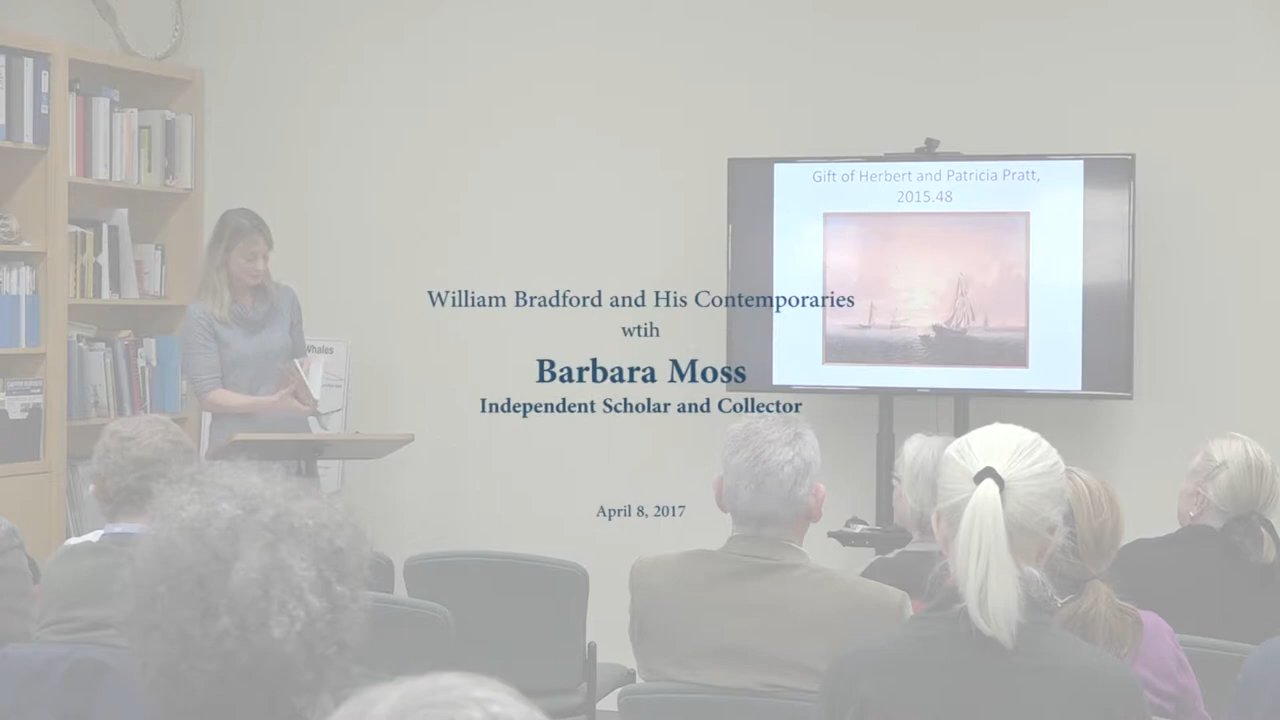 William Bradford and His Contemporaries
wtih
Barbara Moss
Independent Scholar and Collector
April 8, 2017
Gift of Herbert and Patricia Pratt,
2015.48
Whales